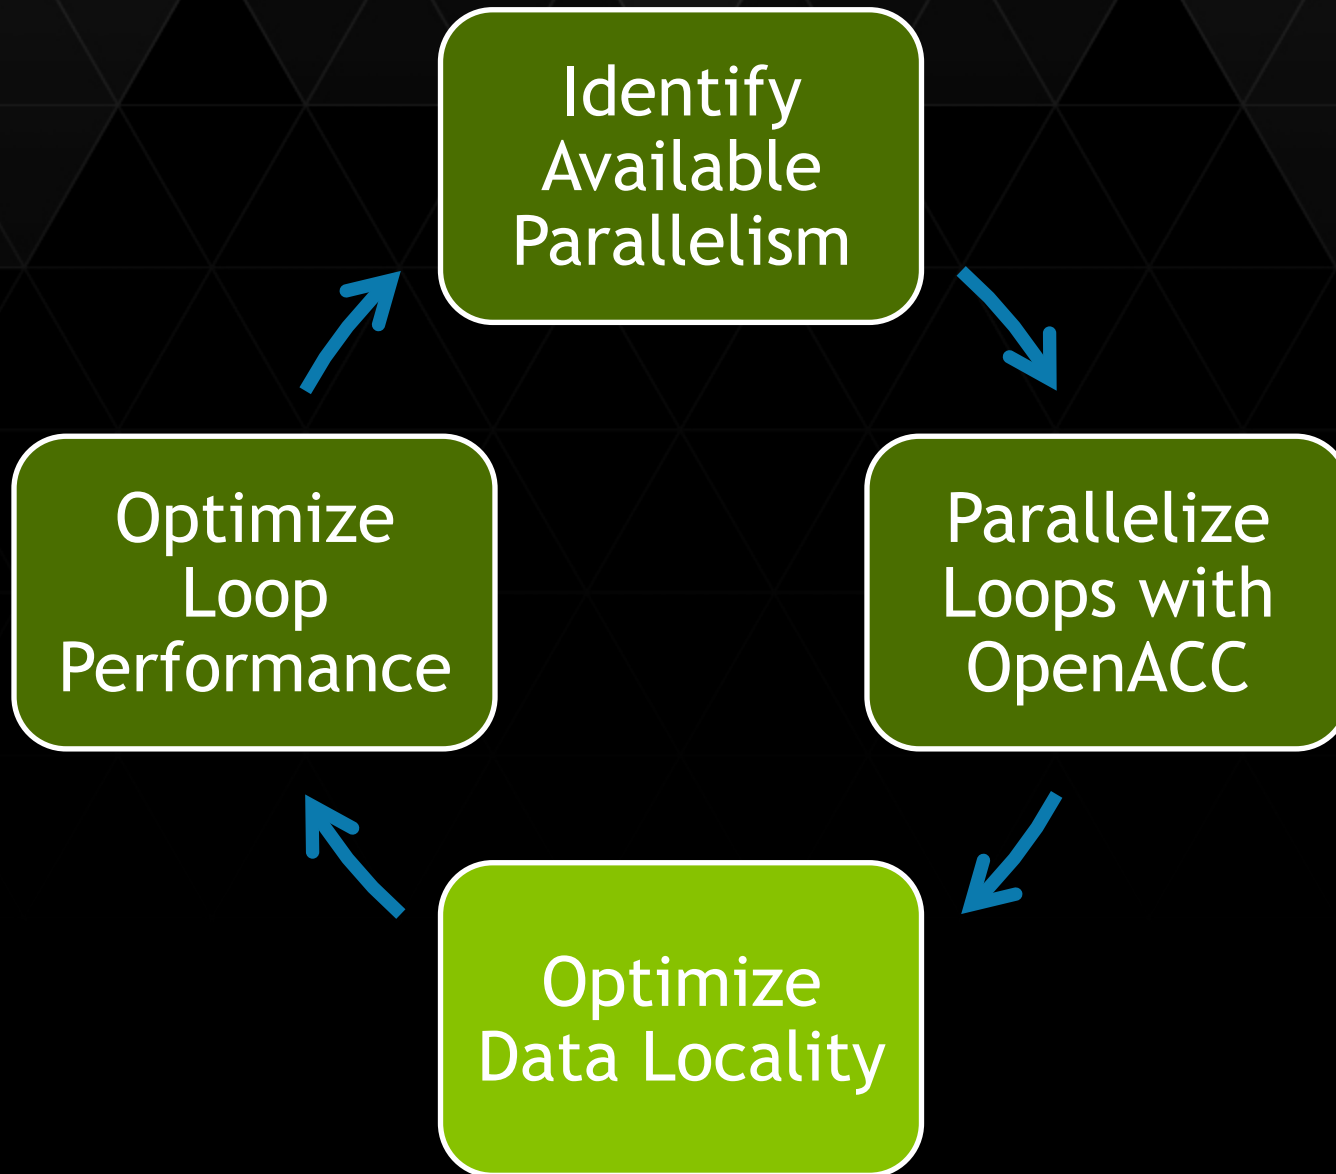 Identify
Available
Parallelism
Parallelize
Loops with
OpenACC
Optimize
Data Locality
Optimize
Loop
Performance